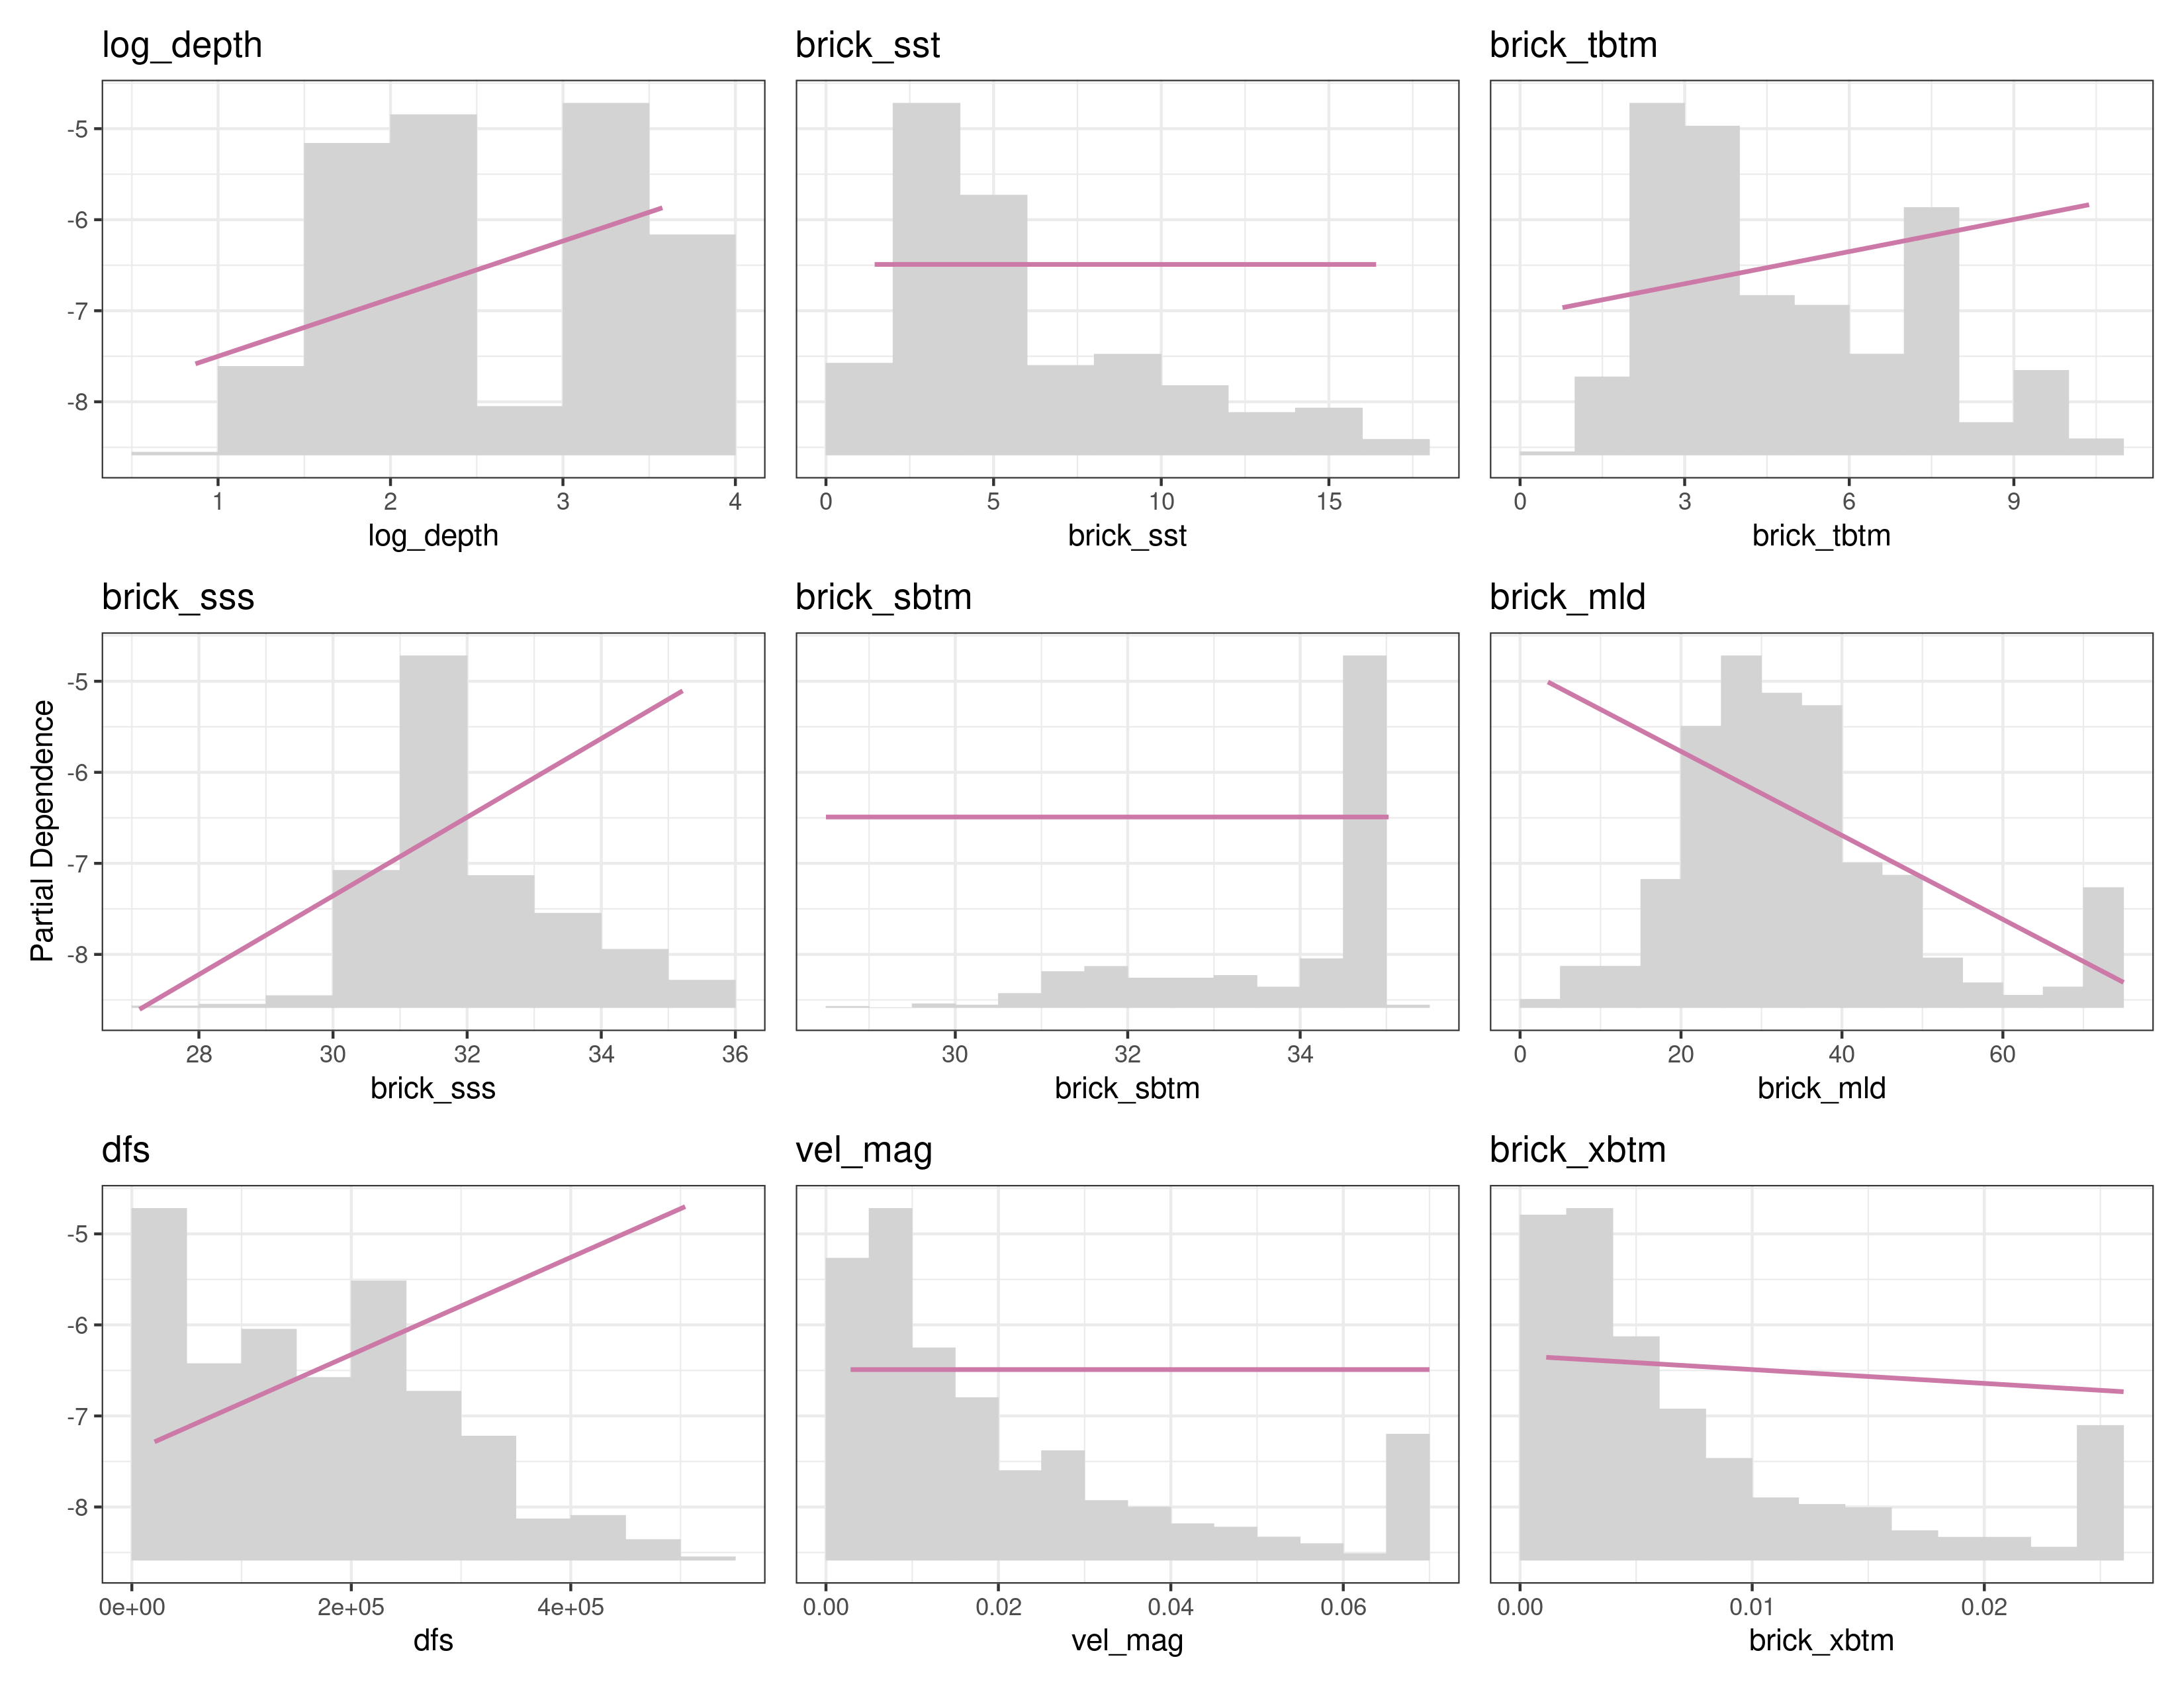 log_depth
brick_sst
brick_tbtm
-5
-6
-7
-8
1 2 3 4
0 5 10 15
0 3 6 9
log_depth
brick_sst
brick_tbtm
brick_sss
brick_sbtm
brick_mld
Partial Dependence
-5
-6
-7
-8
28 30 32 34 36
30 32 34
0 20 40 60
brick_sss
brick_sbtm
brick_mld
dfs
vel_mag
brick_xbtm
-5
-6
-7
-8
0e+00 2e+05 4e+05
0.00 0.02 0.04 0.06
0.00 0.01 0.02
dfs
vel_mag
brick_xbtm